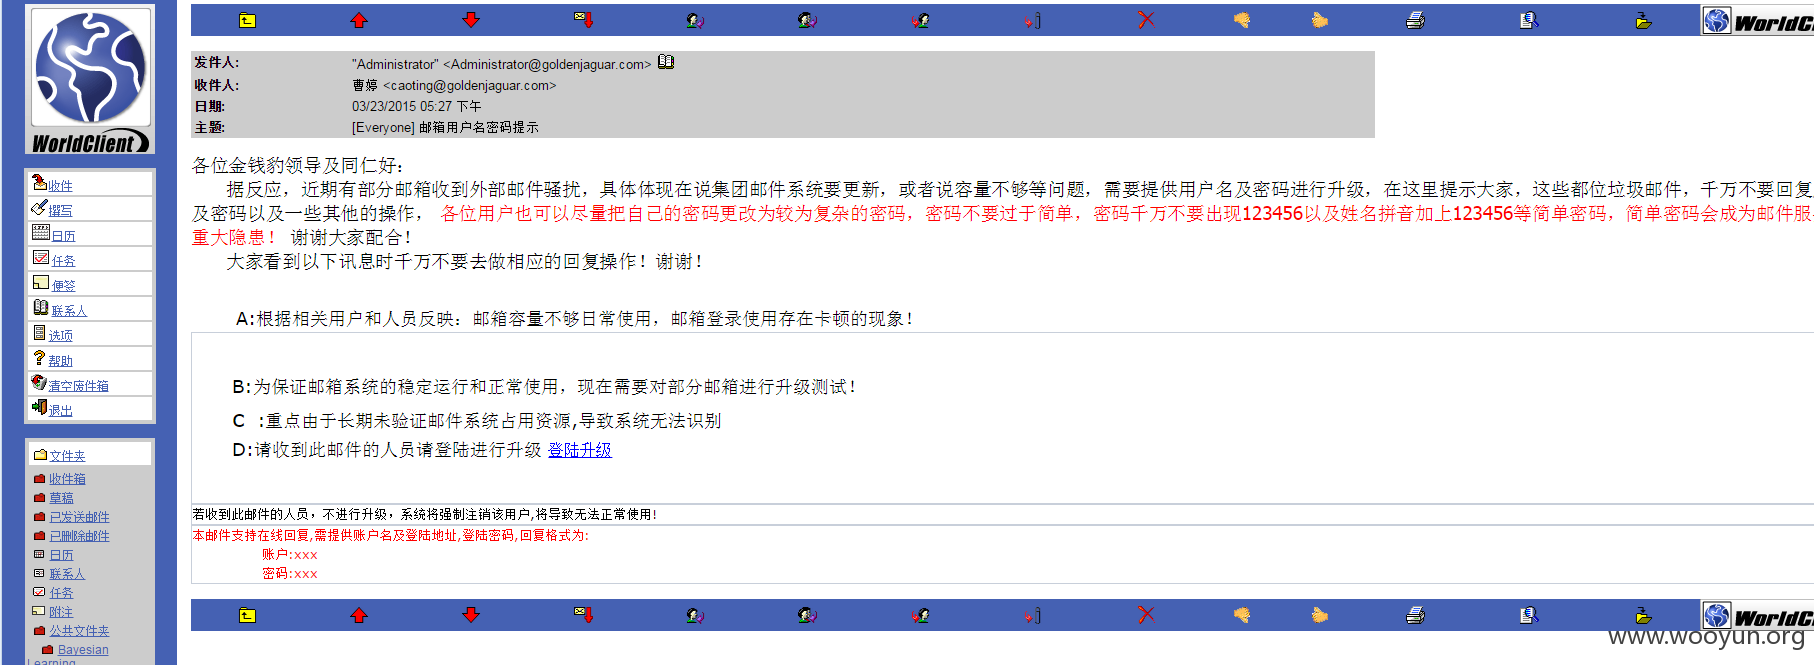 WorldClient
收件
撰写
日历
任务
便签
联系人
选项
帮助
清空废件箱
退出
文件夹
收件箱
草稿
已发送邮件
已删除邮件
日历
联系人
任务
附注
公共文件夹
Bayesian
Learning
WorldCl
发件人: "Administrator" <Administrator@goldenjaguar.com>
收件人: 曹婷 <caoting@goldenjaguar.com>
日期: 03/23/2015 05:27 下午
主题: [Everyone] 邮箱用户名密码提示
各位金钱豹领导及同仁好：
据反应，近期有部分邮箱收到外部邮件骚扰，具体体现在说集团邮件系统要更新，或者说容量不够等问题，需要提供用户名及密码进行升级，在这里提示大家，这些都位垃圾邮件，千万不要回复
及密码以及一些其他的操作， 各位用户也可以尽量把自己的密码更改为较为复杂的密码，密码不要过于简单，密码千万不要出现123456以及姓名拼音加上123456等简单密码，简单密码会成为邮件服
重大隐患！ 谢谢大家配合！
大家看到以下讯息时千万不要去做相应的回复操作！谢谢！
A:根据相关用户和人员反映：邮箱容量不够日常使用，邮箱登录使用存在卡顿的现象！
B:为保证邮箱系统的稳定运行和正常使用，现在需要对部分邮箱进行升级测试！
C :重点由于长期未验证邮件系统占用资源,导致系统无法识别
D:请收到此邮件的人员请登陆进行升级 登陆升级
若收到此邮件的人员，不进行升级，系统将强制注销该用户,将导致无法正常使用!
本邮件支持在线回复,需提供账户名及登陆地址,登陆密码,回复格式为:
账户:xxx
密码:xxx
WorldCl
www.wooyun.org